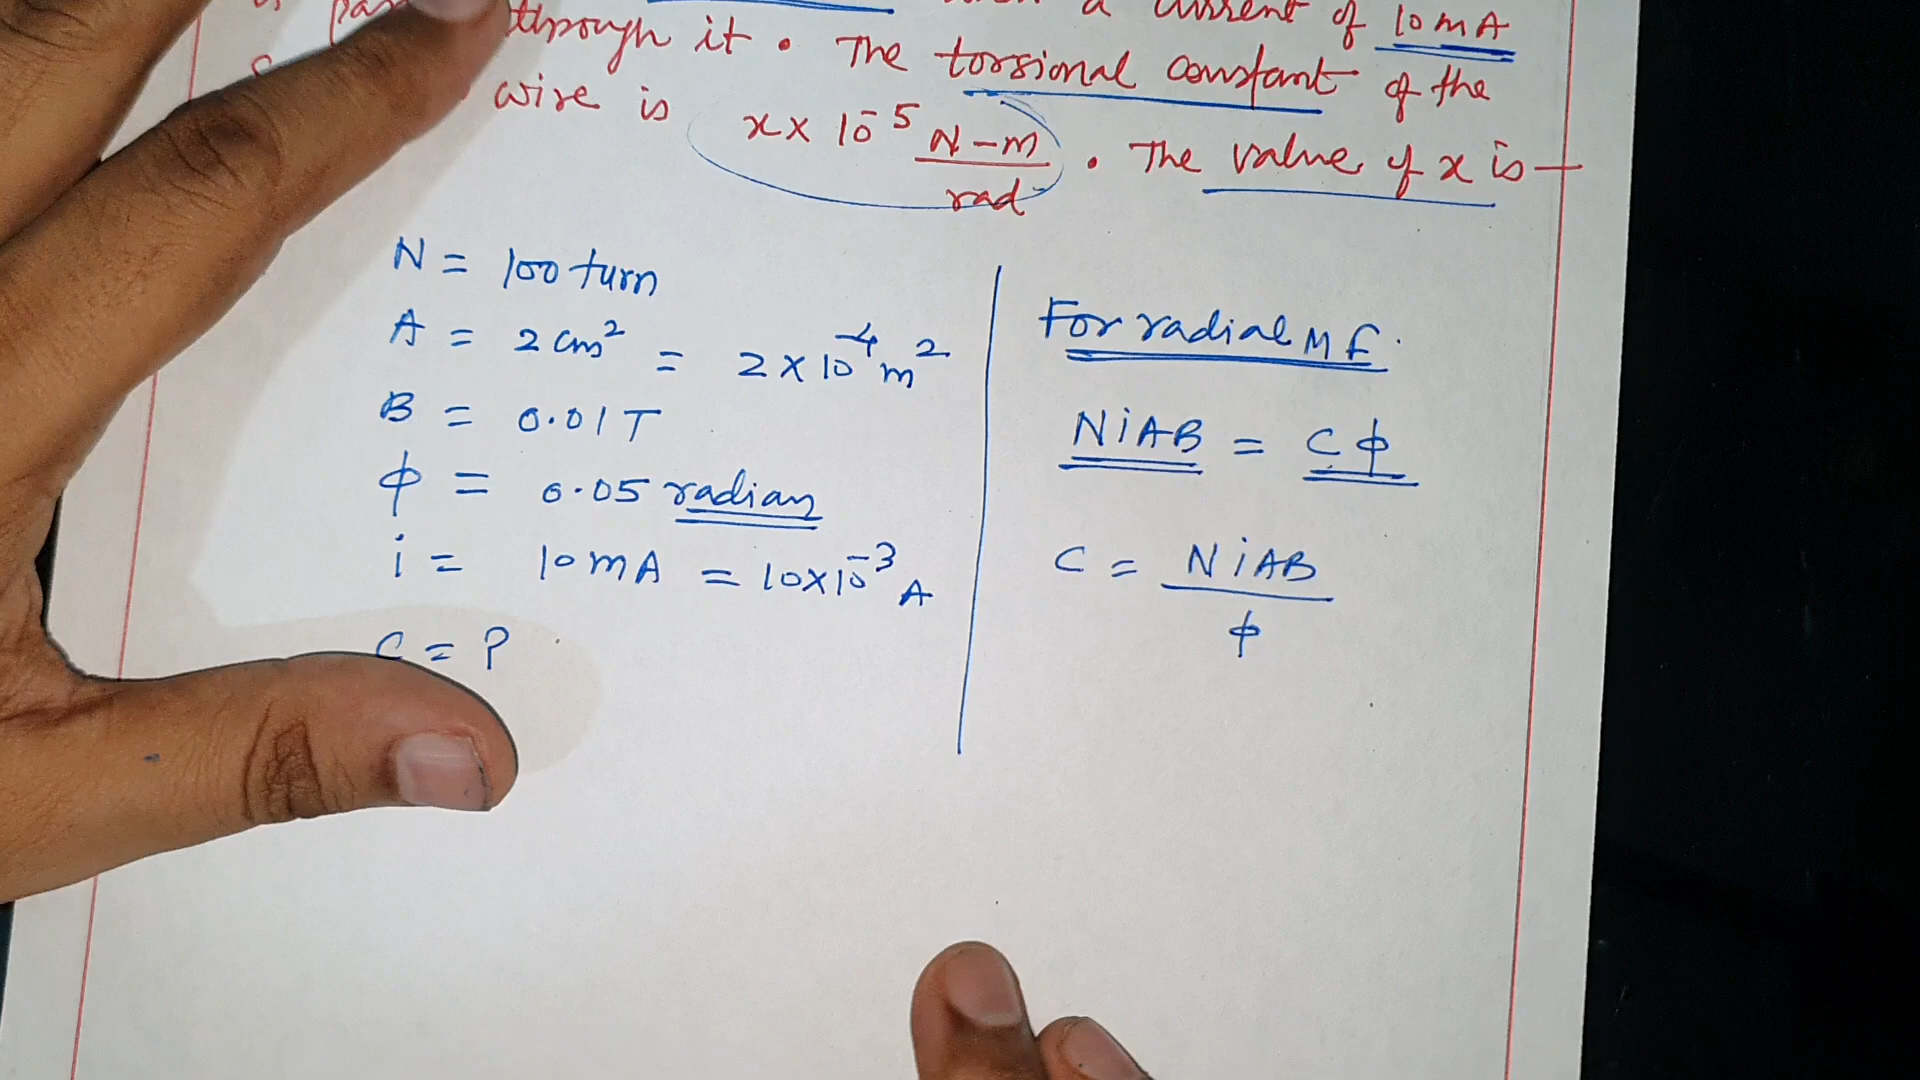 a current of 10mA
through it. The torsional constant of the
wire is x × 10⁻⁵ N-m/rad. The value of x is —
N = 100 turn
A = 2 cm² = 2 × 10⁻⁴ m²
B = 0.01 T
ϕ = 0.05 radian
i = 10 mA = 10×10⁻³ A
C = ?
For radial M F.
NiAB = Cϕ
C = NiAB/ϕ